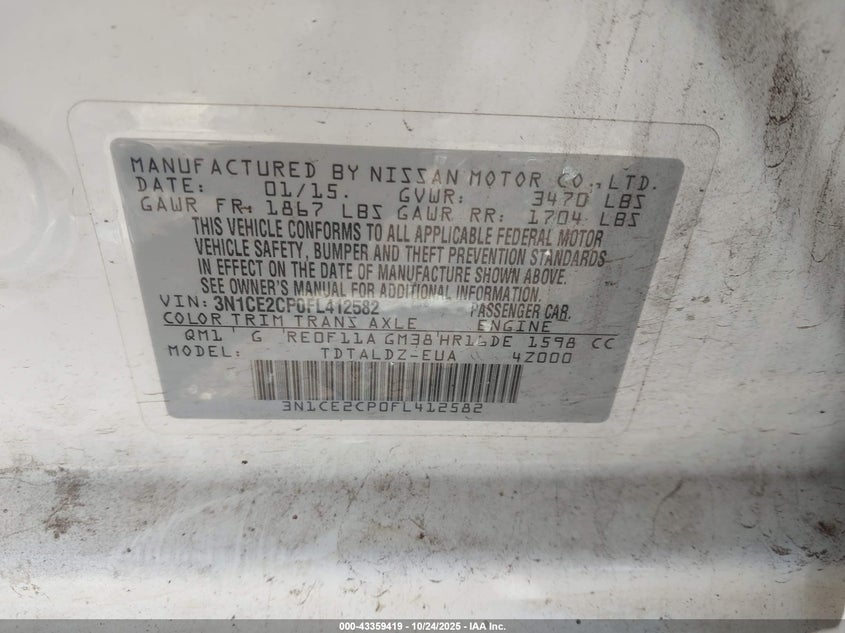 MANUFACTURED BY NISSAN MOTOR CO., LTD.
DATE: 01/15. GVWR: 3470 LBS
GAWR FR: 1867 LBS GAWR RR: 1704 LBS
THIS VEHICLE CONFORMS TO ALL APPLICABLE FEDERAL MOTOR
VEHICLE SAFETY, BUMPER AND THEFT PREVENTION STANDARDS
IN EFFECT ON THE DATE OF MANUFACTURE SHOWN ABOVE.
SEE OWNER'S MANUAL FOR ADDITIONAL INFORMATION.
VIN: 3N1CE2CP0FL412582 PASSENGER CAR.
COLOR TRIM TRANS AXLE ENGINE
QM1 G RE0F11A GM38 HR16DE 1598 CC
MODEL: TDTALDZ-EUA 4Z000
3N1CE2CP0FL412582
000-43359419 • 10/24/2025 • IAA Inc.